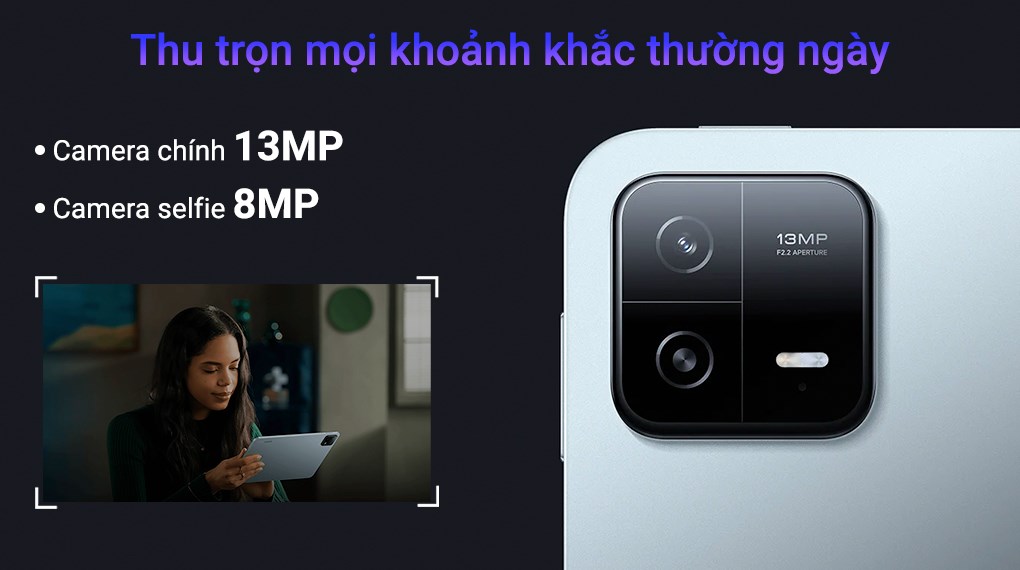 Thu trọn mọi khoảnh khắc thường ngày
• Camera chính 13MP
• Camera selfie 8MP
13MP
F2.2 APERTURE